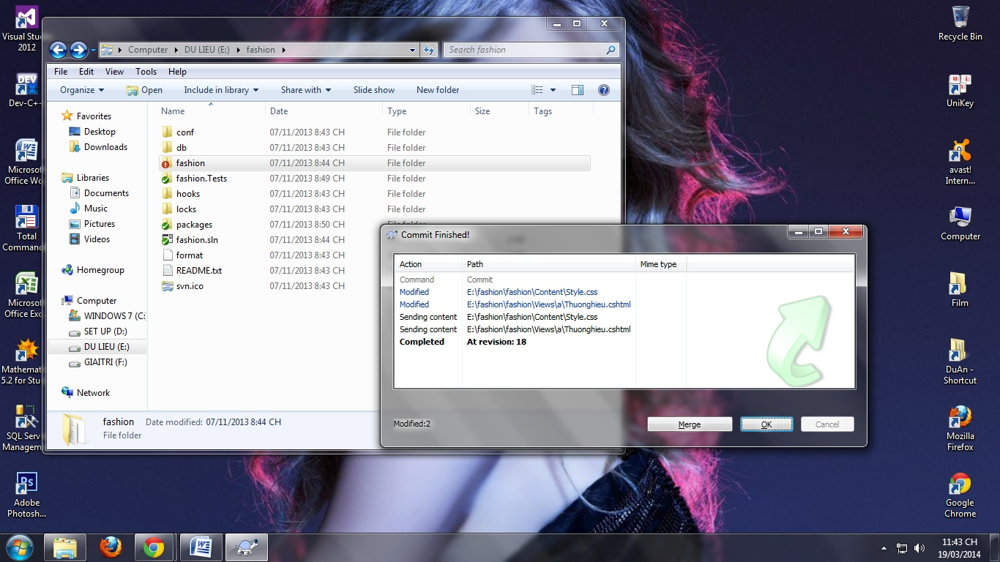 Visual Stu
2012
Dev-C+
Microsof
Office Wo
Total
Command
Microsof
Office Exc
Mathemat
5.2 for Stu
SQL Serv
Managem
Adobe
Photosh...
Computer DU LIEU (E:) fashion
Search fashion
File Edit View Tools Help
Organize Open Include in library Share with Slide show New folder
Favorites
Desktop
Downloads
Libraries
Documents
Music
Pictures
Videos
Homegroup
Computer
WINDOWS 7 (C:
SET UP (D:)
DU LIEU (E:)
GIAITRI (F:)
Network
Name Date Type Size Tags
conf 07/11/2013 8:43 CH File folder
db 07/11/2013 8:43 CH File folder
fashion 07/11/2013 8:44 CH File folder
fashion.Tests 07/11/2013 8:49 CH File folder
hooks 07/11/2013 8:43 CH File folder
locks 07/11/2013 8:43 CH File folder
packages 07/11/2013 8:50 CH File folder
fashion.sln 07/11/2013 8:44 CH
format 07/11/2013 8:43 CH
README.txt 07/11/2013 8:43 CH
svn.ico 07/11/2013 8:43 CH
fashion Date modified: 07/11/2013 8:44 CH
File folder
Commit Finished!
Action Path Mime type
Command Commit
Modified E:\fashion\fashion\Content\Style.css
Modified E:\fashion\fashion\Views\a\Thuonghieu.cshtml
Sending content E:\fashion\fashion\Content\Style.css
Sending content E:\fashion\fashion\Views\a\Thuonghieu.cshtml
Completed At revision: 18
Modified:2
Merge OK Cancel
Recycle Bin
UniKey
avast!
Intern...
Computer
Film
DuAn -
Shortcut
Mozilla
Firefox
Google
Chrome
11:43 CH
19/03/2014